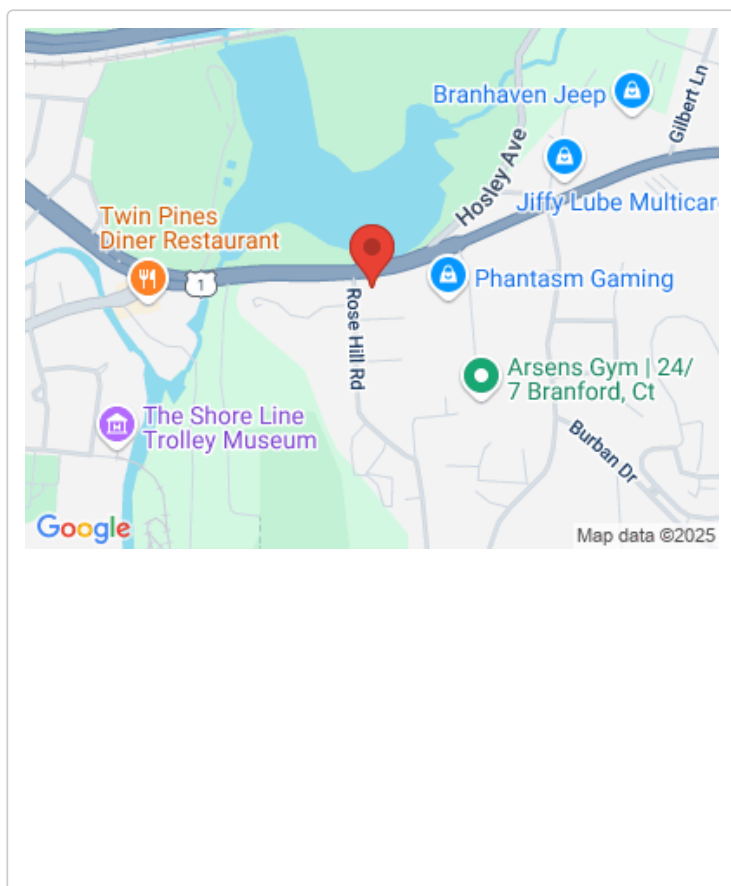 Branhaven Jeep
Gilbert Ln
Hosley Ave
Jiffy Lube Multicar
Twin Pines
Diner Restaurant
1
Phantasm Gaming
Rose Hill Rd
Arsens Gym | 24/
7 Branford, Ct
The Shore Line
Trolley Museum
Burban Dr
Google
Map data ©2025